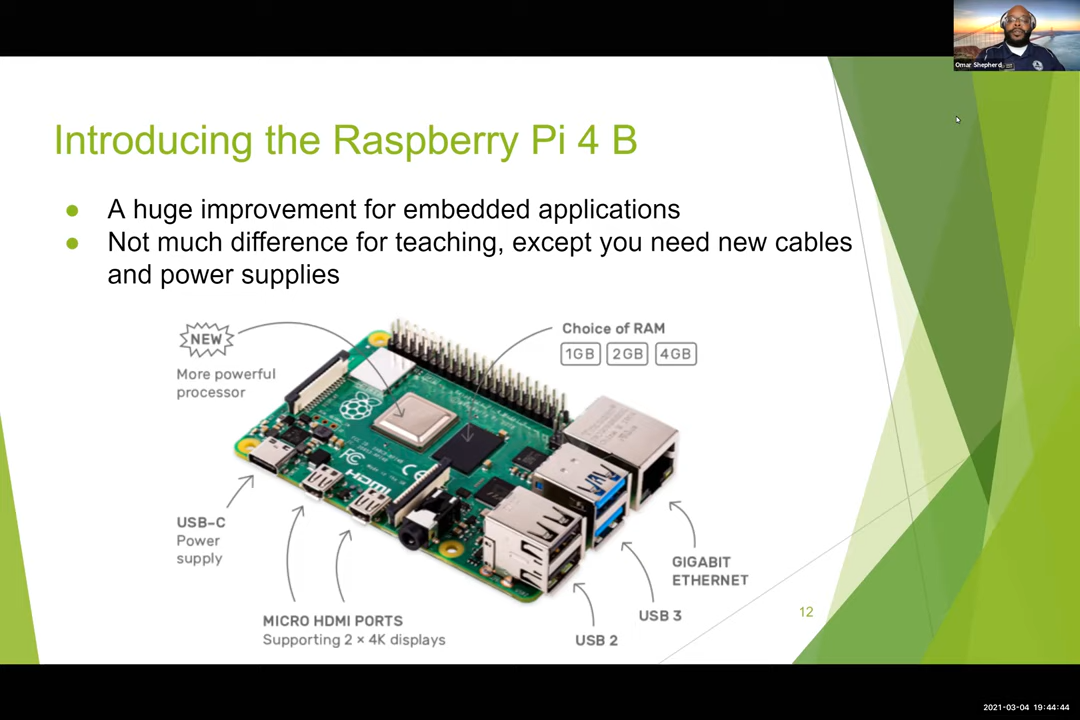 Omar Shepherd
Introducing the Raspberry Pi 4 B
● A huge improvement for embedded applications
● Not much difference for teaching, except you need new cables
and power supplies
NEW
More powerful
processor
Choice of RAM
1GB 2GB 4GB
FC
HDMI
CE
USB-C
Power
supply
MICRO HDMI PORTS
Supporting 2 × 4K displays
USB 2
USB 3
GIGABIT
ETHERNET
12
2021-03-04 19:44:44